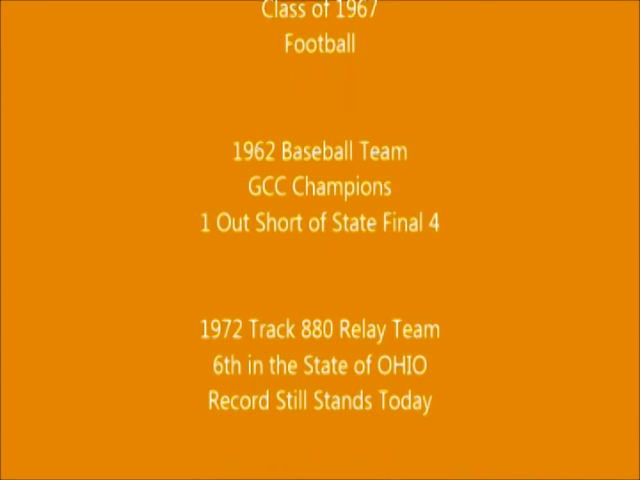 Class of 1967
Football
1962 Baseball Team
GCC Champions
1 Out Short of State Final 4
1972 Track 880 Relay Team
6th in the State of OHIO
Record Still Stands Today